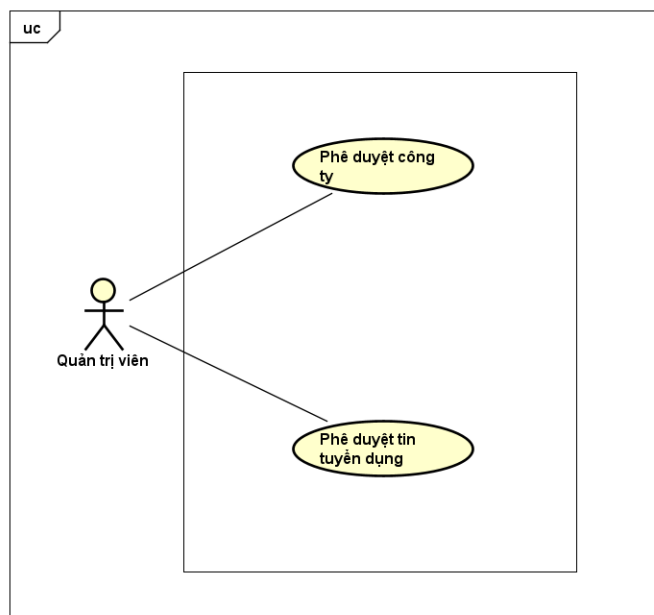 uc
Phê duyệt công
ty
Quản trị viên
Phê duyệt tin
tuyển dụng